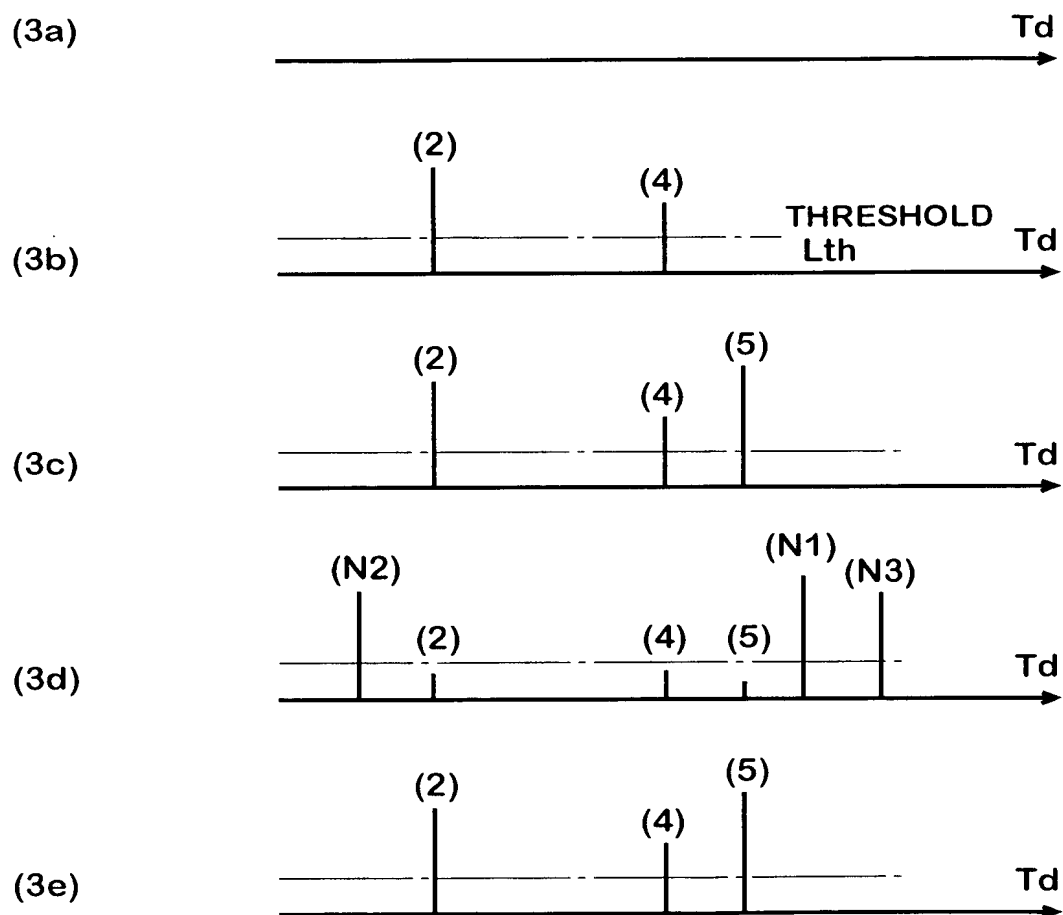 (3a)
Td
(2)
(4)
THRESHOLD
Lth
Td
(3b)
(2)
(4)
(5)
(3c)
Td
(N2)
(2)
(4)
(5)
(N1)
(N3)
(3d)
Td
(2)
(4)
(5)
(3e)
Td